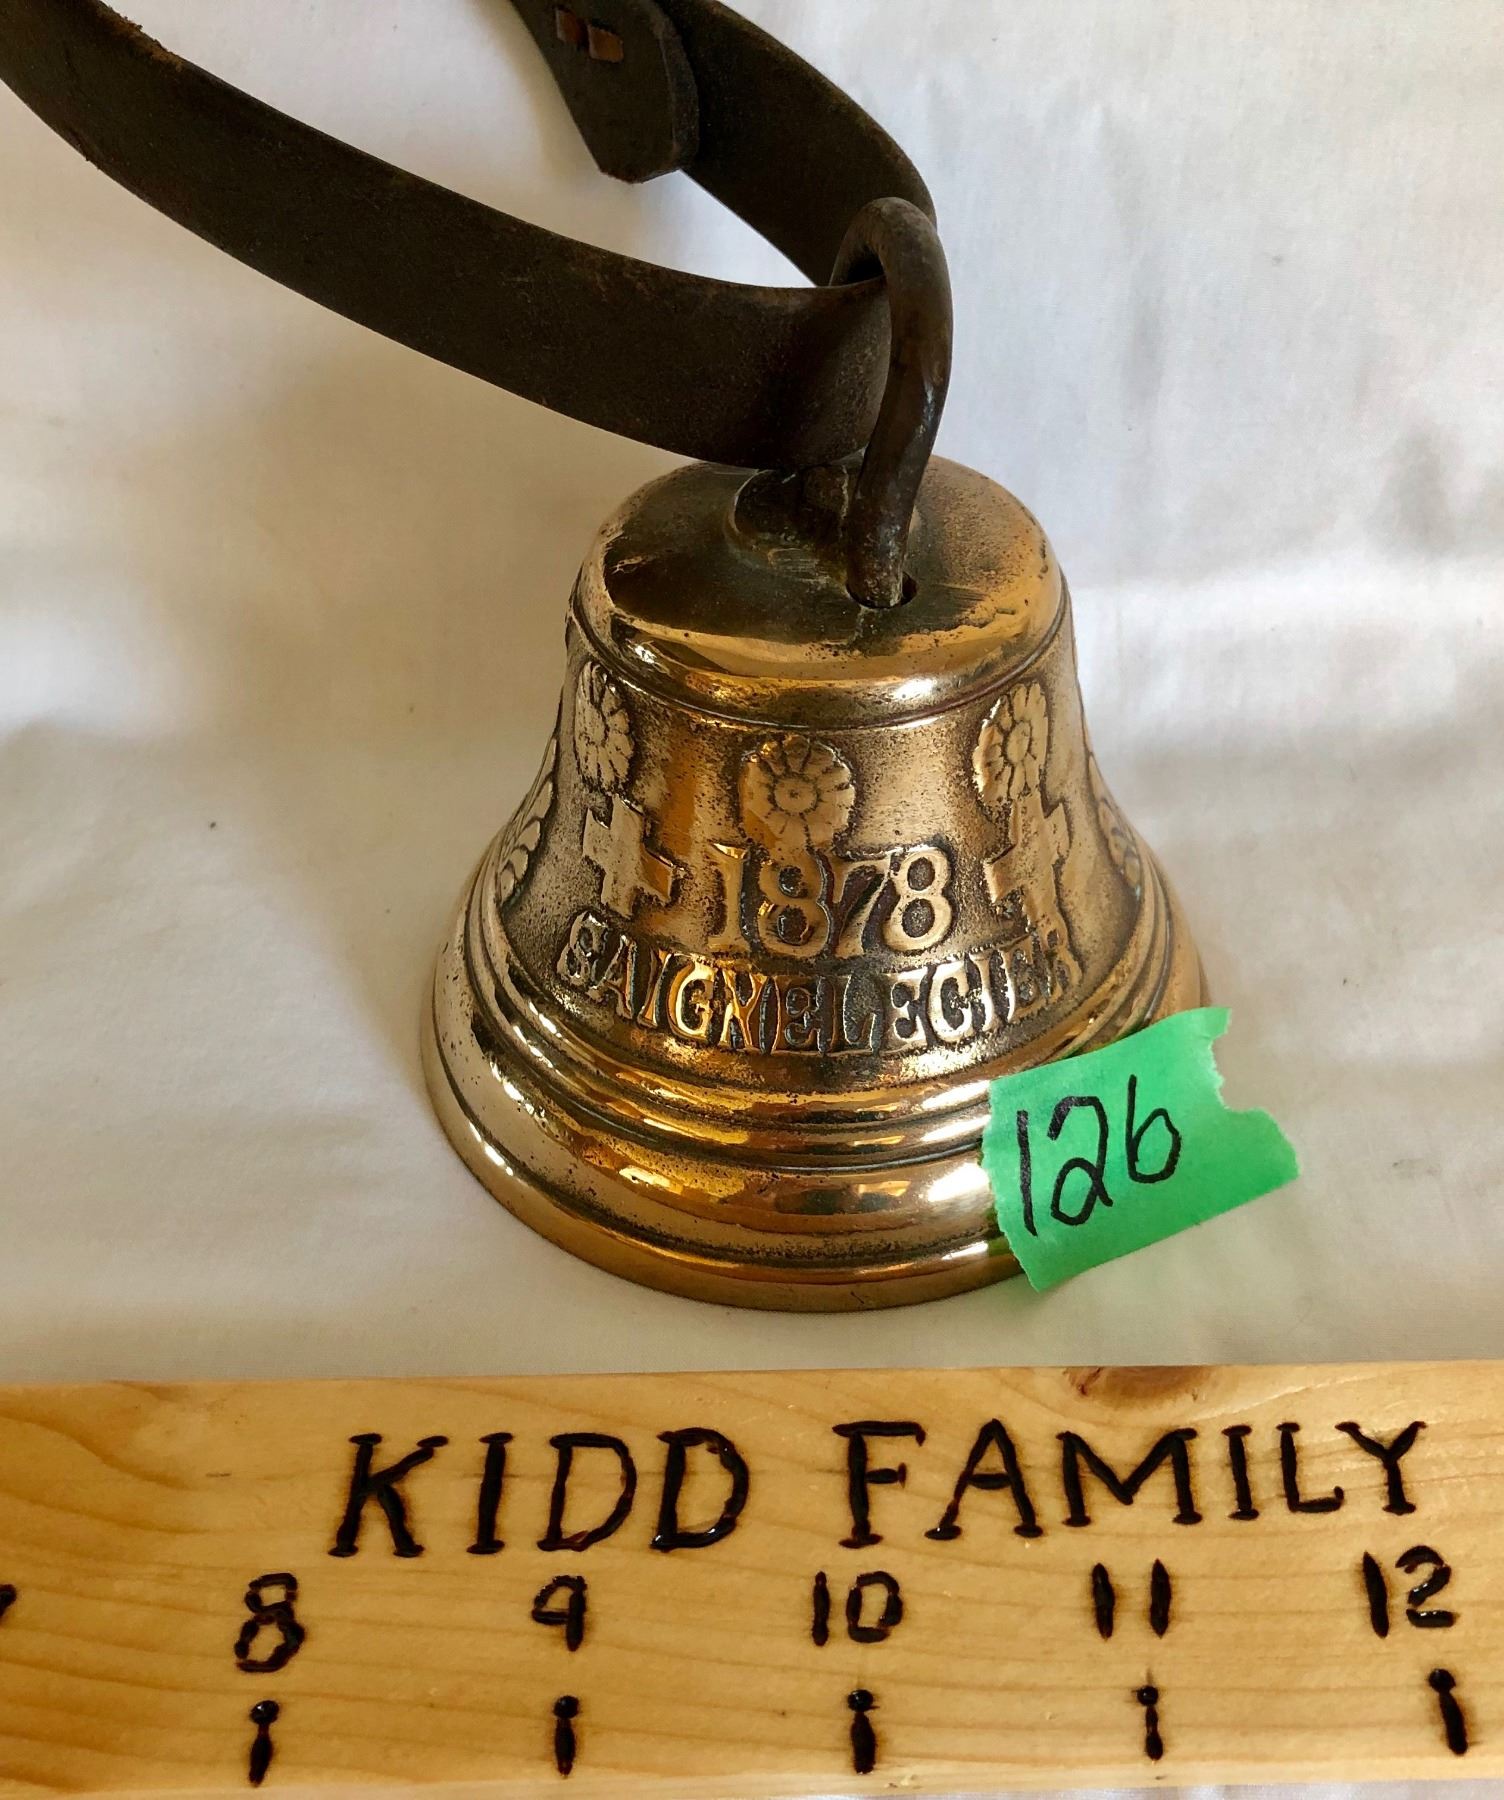 1878
SAIGNELEGIER
126
KIDD FAMILY
8 9 10 11 12